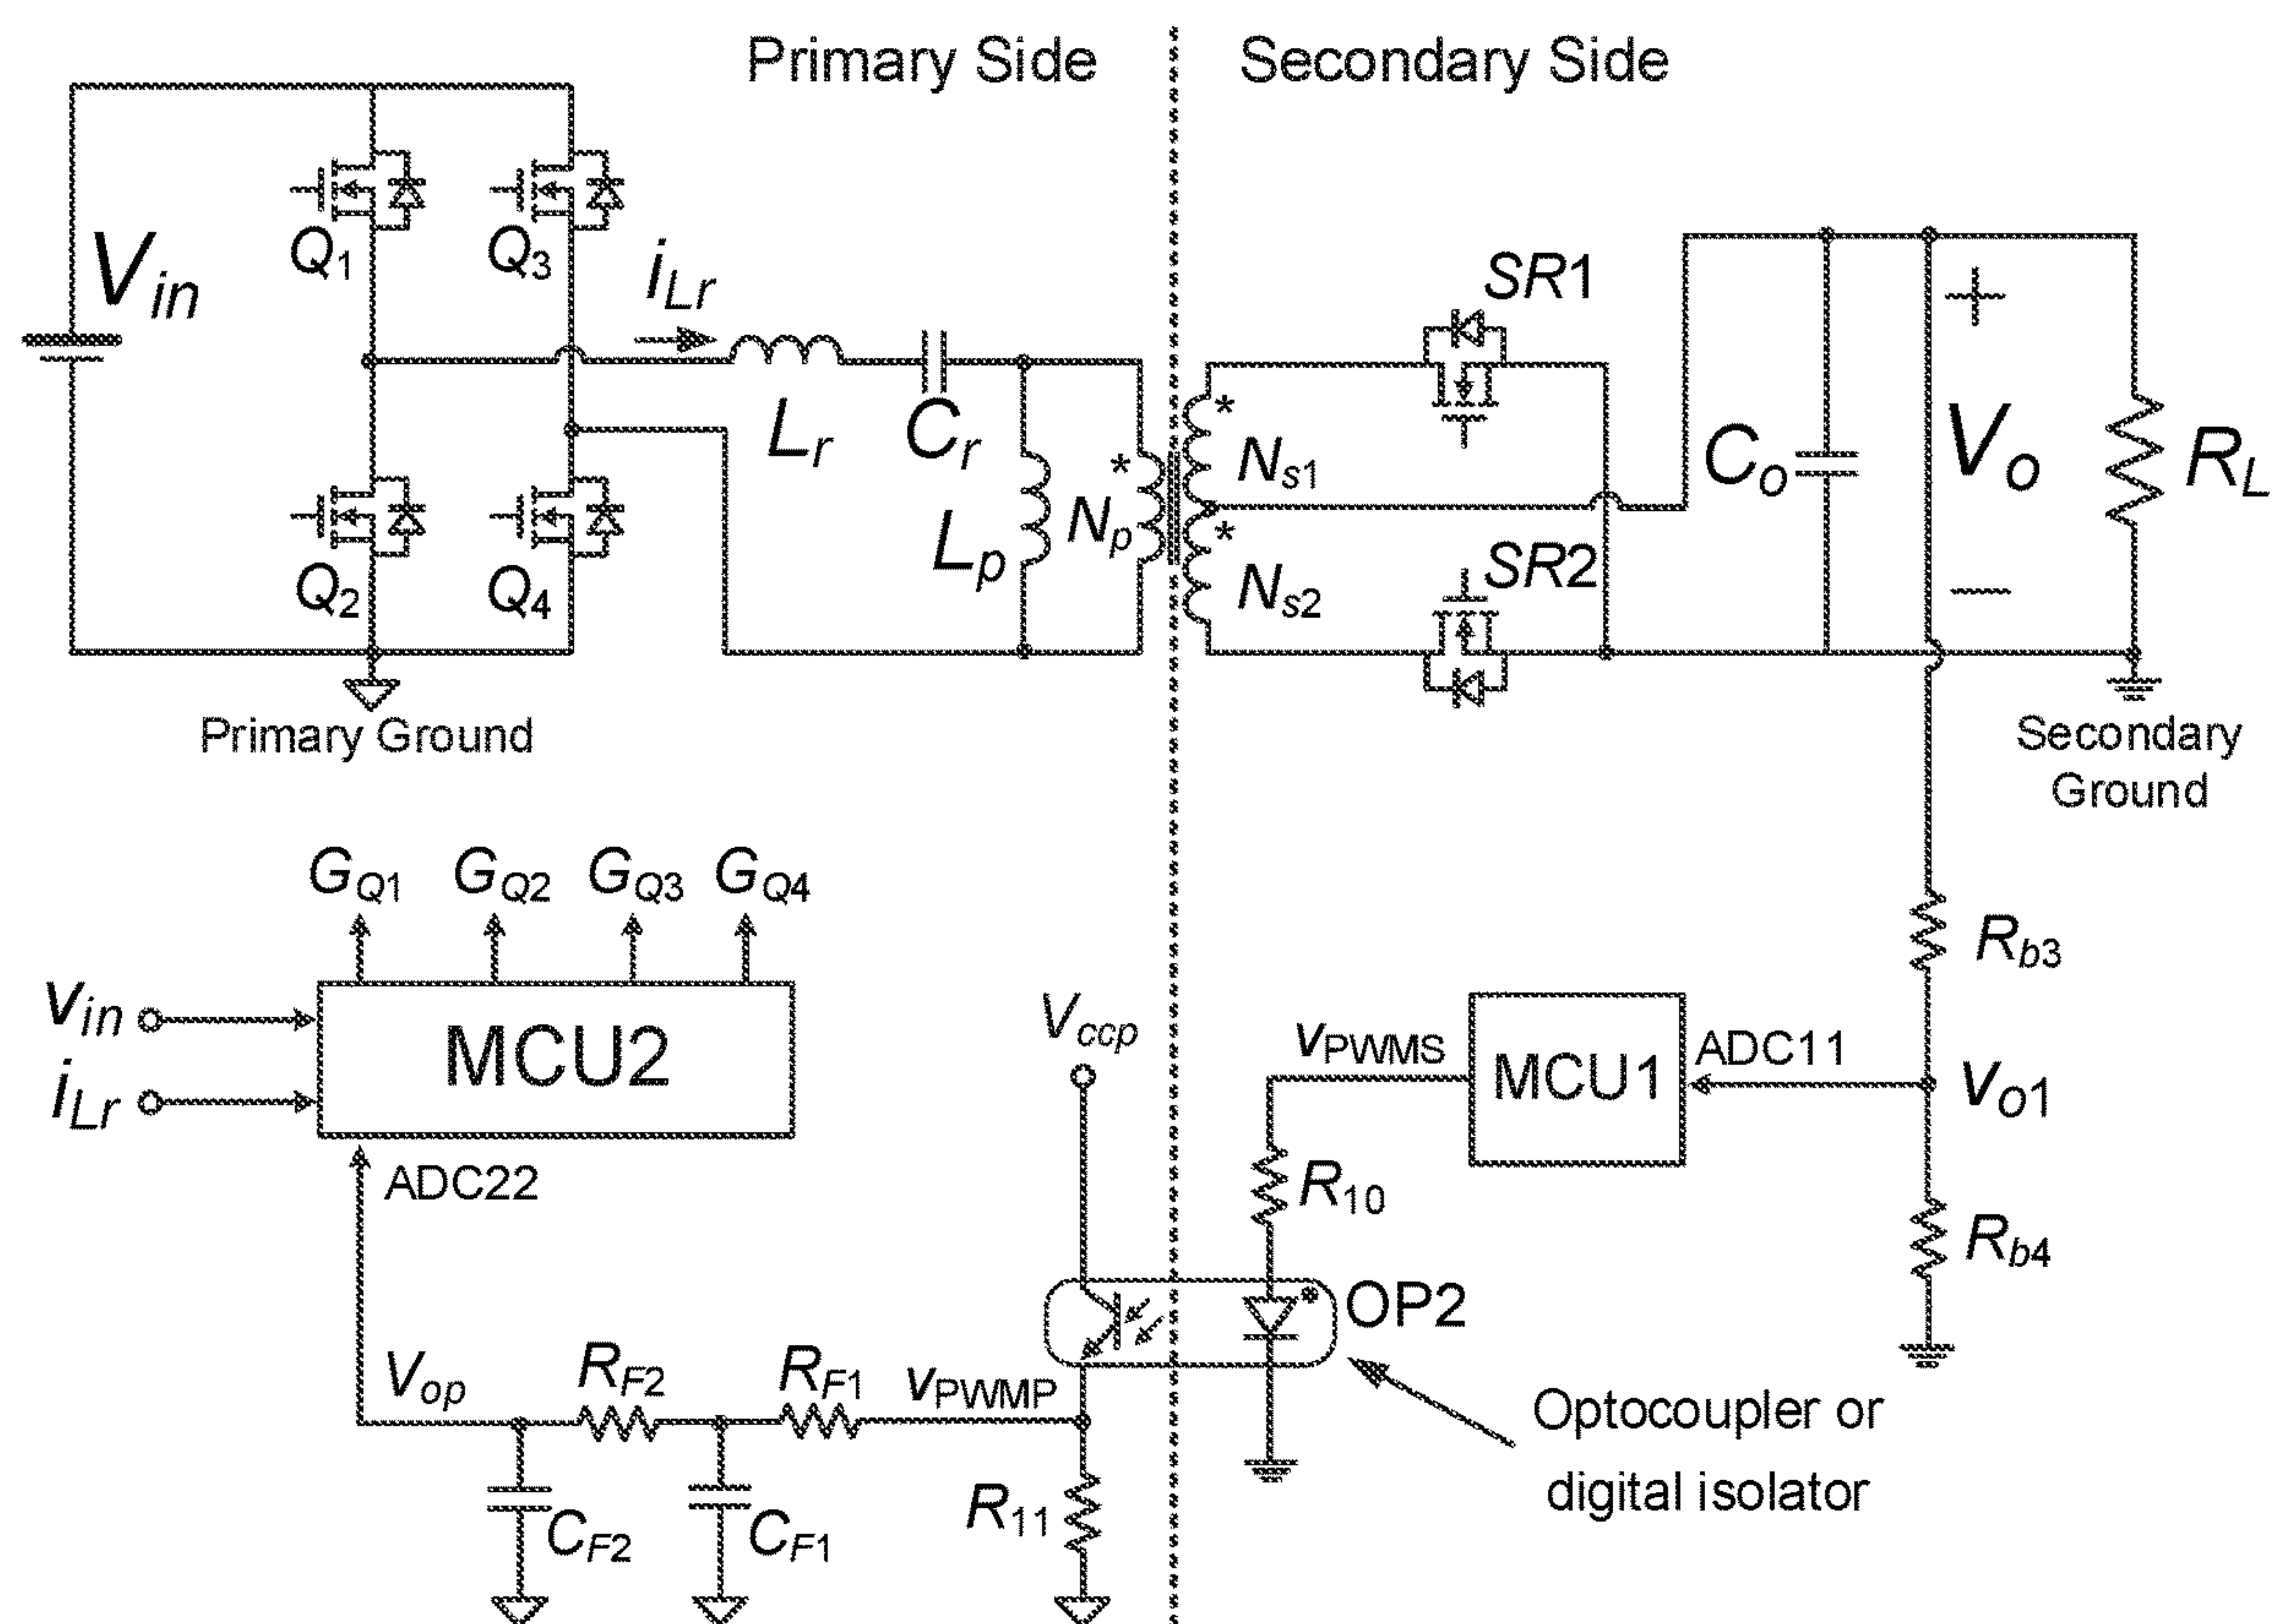 Primary Side
Secondary Side
Q1
Q3
Vin
iLr
SR1
Lr
Cr
*
*
Ns1
Np
Lp
*
Ns2
SR2
Co
+
Vo
−
RL
Q2
Q4
Primary Ground
Secondary
Ground
GQ1 GQ2 GQ3 GQ4
vin
iLr
MCU2
ADC22
Vccp
vPWMS
MCU1
ADC11
Rb3
vo1
Rb4
R10
OP2
Vop
RF2
RF1
vPWMP
CF2
CF1
R11
Optocoupler or
digital isolator